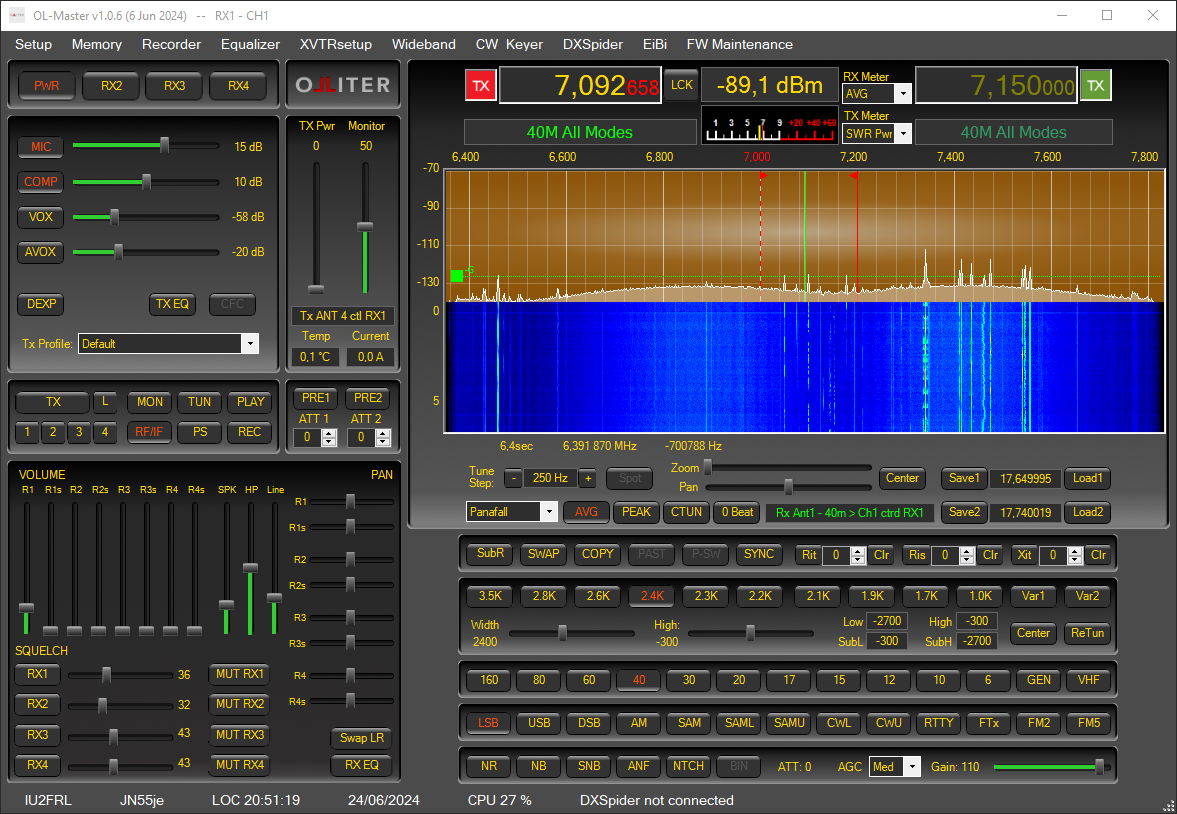 OL-Master v1.0.6 (6 Jun 2024) -- RX1 - CH1
Setup Memory Recorder Equalizer XVTRsetup Wideband CW Keyer DXSpider EiBi FW Maintenance
PWR RX2 RX3 RX4
OLLITER
TX 7,092658 LCK -89,1 dBm RX Meter AVG 7,150000 TX
40M All Modes
1 3 5 7 9 +20 +40 +60
TX Meter
SWR Pwr
40M All Modes
MIC 15 dB
COMP 10 dB
VOX -58 dB
AVOX -20 dB
DEXP TX EQ CFC
Tx Profile: Default
TX Pwr Monitor
0 50
Tx ANT 4 ctl RX1
Temp Current
0,1 °C 0,0 A
6,400 6,600 6,800 7,000 7,200 7,400 7,600 7,800
-70
-90
-110
-130
-G
0
5
6,4sec 6,391 870 MHz -700788 Hz
TX L MON TUN PLAY
1 2 3 4 RF/IF PS REC
PRE1 PRE2
ATT 1 ATT 2
0 0
Tune Step: - 250 Hz + Spot
Zoom
Pan
Center Save1 17,649995 Load1
Panafall AVG PEAK CTUN 0 Beat Rx Ant1 - 40m > Ch1 ctrd RX1 Save2 17,740019 Load2
VOLUME PAN
R1 R1s R2 R2s R3 R3s R4 R4s SPK HP Line
R1
R1s
R2
R2s
R3
R3s
R4
R4s
SQUELCH
RX1 36 MUT RX1
RX2 32 MUT RX2
RX3 43 MUT RX3
RX4 43 MUT RX4
Swap LR
RX EQ
SubR SWAP COPY PAST P-SW SYNC Rit 0 Clr Ris 0 Clr Xit 0 Clr
3.5K 2.8K 2.6K 2.4K 2.3K 2.2K 2.1K 1.9K 1.7K 1.0K Var1 Var2
Width
2400
High:
-300
Low -2700 High -300
SubL -300 SubH -2700
Center ReTun
160 80 60 40 30 20 17 15 12 10 6 GEN VHF
LSB USB DSB AM SAM SAML SAMU CWL CWU RTTY FTx FM2 FM5
NR NB SNB ANF NTCH BIN ATT: 0 AGC Med Gain: 110
IU2FRL JN55je LOC 20:51:19 24/06/2024 CPU 27 % DXSpider not connected